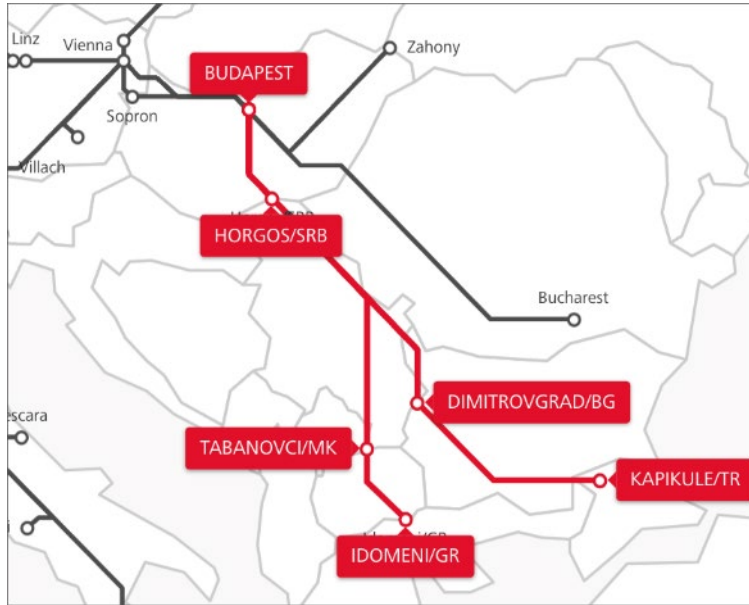 Linz
Vienna
Zahony
BUDAPEST
Sopron
Villach
HORGOS/SRB
Bucharest
DIMITROVGRAD/BG
escara
TABANOVCI/MK
KAPIKULE/TR
i
IDOMENI/GR